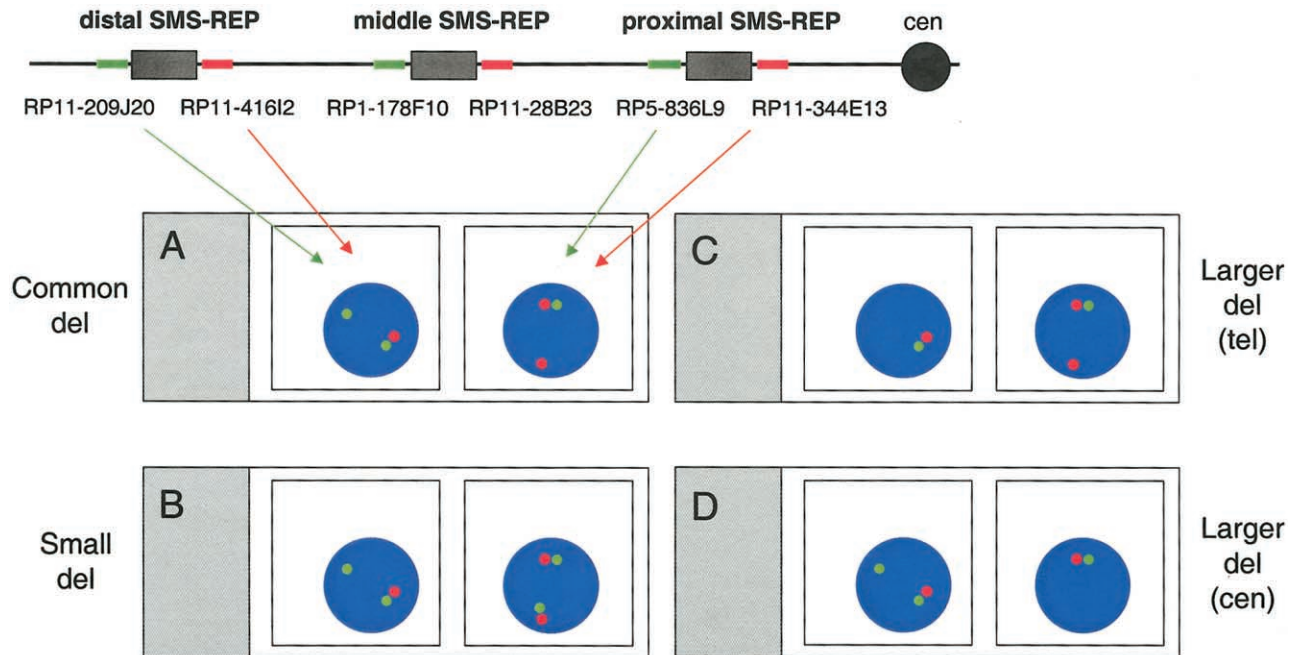 distal SMS-REP middle SMS-REP proximal SMS-REP cen
RP11-209J20 RP11-416I2 RP1-178F10 RP11-28B23 RP5-836L9 RP11-344E13
A
Common
del
C
Larger
del
(tel)
B
Small
del
D
Larger
del
(cen)